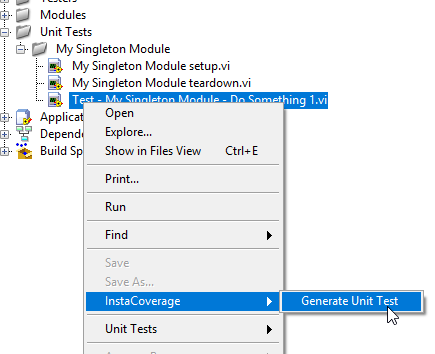 Testers
Modules
Unit Tests
My Singleton Module
My Singleton Module setup.vi
My Singleton Module teardown.vi
Test - My Singleton Module - Do Something 1.vi
Applicat
Depende
Build Sp
Open
Explore...
Show in Files View Ctrl+E
Print...
Run
Find
Save
Save As...
InstaCoverage
Generate Unit Test
Unit Tests